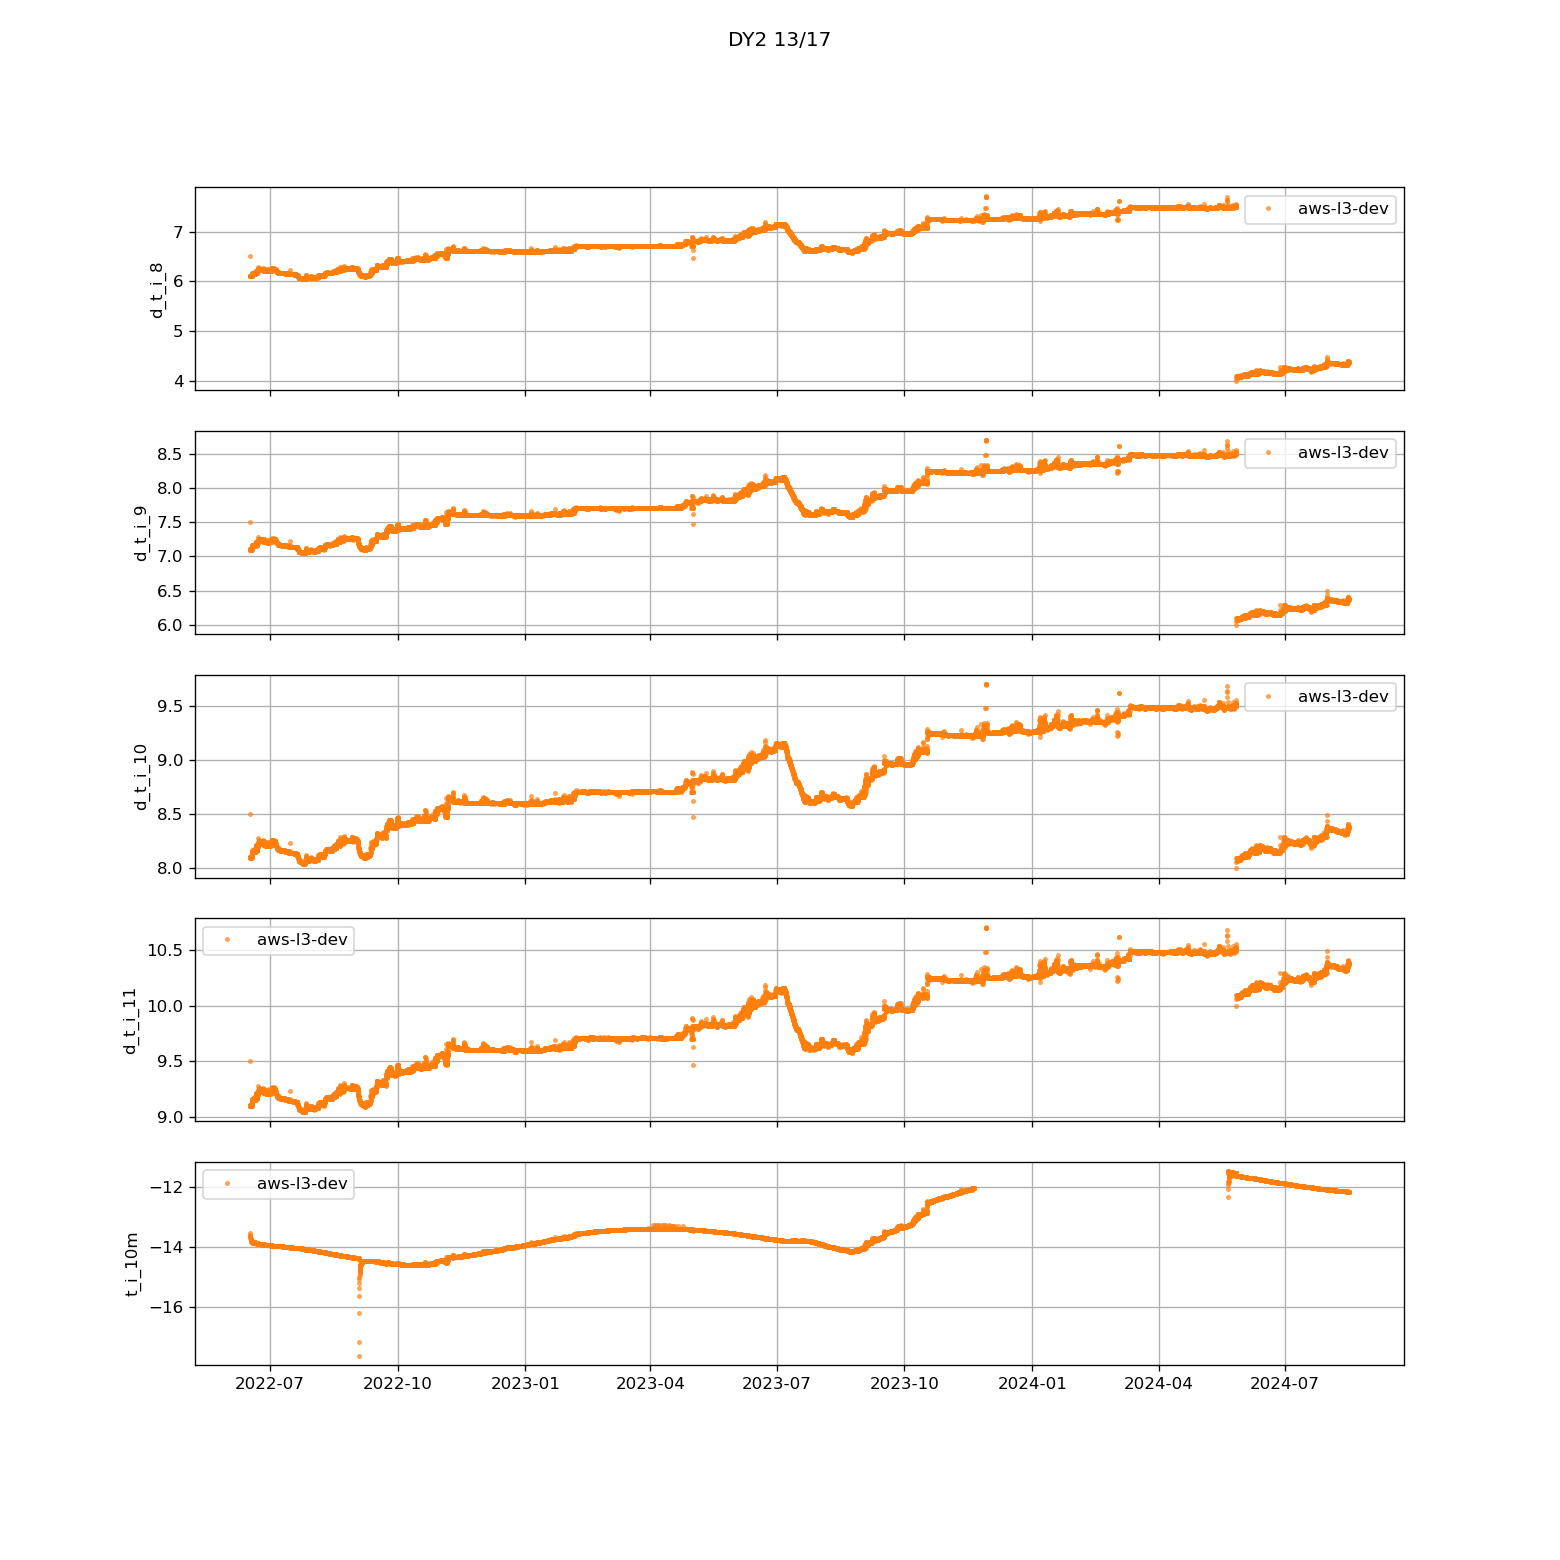 DY2 13/17
7
6
5
4
d_t_i_8
aws-l3-dev
8.5
8.0
7.5
7.0
6.5
6.0
d_t_i_9
aws-l3-dev
9.5
9.0
8.5
8.0
d_t_i_10
aws-l3-dev
10.5
10.0
9.5
9.0
d_t_i_11
aws-l3-dev
−12
−14
−16
t_i_10m
aws-l3-dev
2022-07 2022-10 2023-01 2023-04 2023-07 2023-10 2024-01 2024-04 2024-07